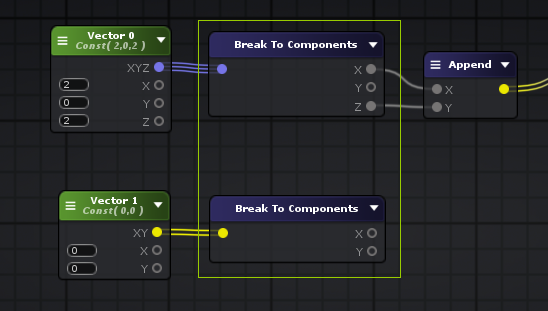 Vector 0
Const( 2,0,2 )
XYZ
2 X
0 Y
2 Z
Break To Components
X
Y
Z
Append
X
Y
Vector 1
Const( 0,0 )
XY
0 X
0 Y
Break To Components
X
Y